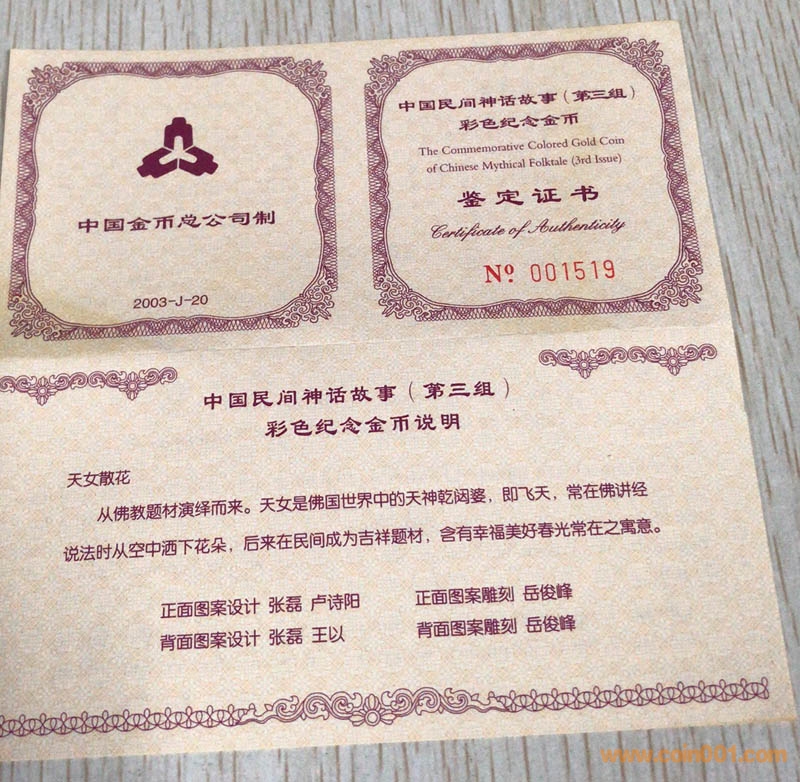 中国金币总公司制
2003-J-20
中国民间神话故事（第三组）
彩色纪念金币
The Commemorative Colored Gold Coin
of Chinese Mythical Folktale (3rd Issue)
鉴定证书
Certificate of Authenticity
Nº 001519
中国民间神话故事（第三组）
彩色纪念金币说明
天女散花
从佛教题材演绎而来。天女是佛国世界中的天神乾闼婆，即飞天，常在佛讲经
说法时从空中洒下花朵，后来在民间成为吉祥题材，含有幸福美好春光常在之寓意。
正面图案设计 张磊 卢诗阳 正面图案雕刻 岳俊峰
背面图案设计 张磊 王以 背面图案雕刻 岳俊峰
www.coin001.com